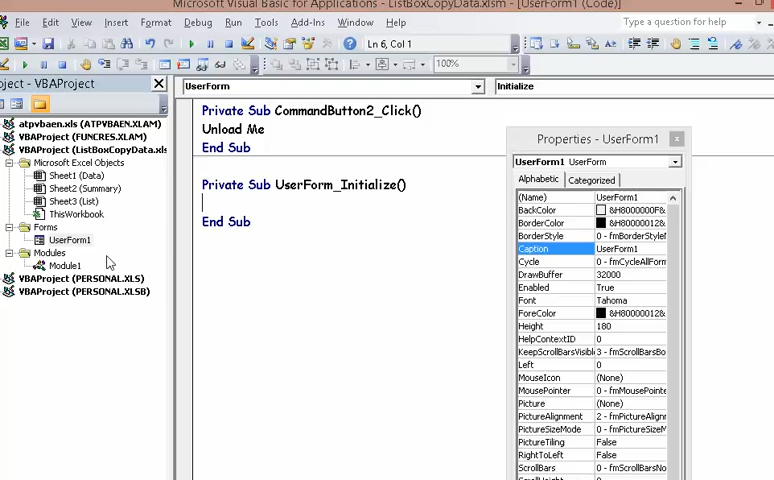 Microsoft Visual Basic for Applications - ListBoxCopyData.xlsm - [UserForm1 (Code)]
File Edit View Insert Format Debug Run Tools Add-Ins Window Help
Type a question for help
Ln 6, Col 1
100%
oject - VBAProject
atpvbaen.xls (ATPVBAEN.XLAM)
VBAProject (FUNCRES.XLAM)
VBAProject (ListBoxCopyData.xls
Microsoft Excel Objects
Sheet1 (Data)
Sheet2 (Summary)
Sheet3 (List)
ThisWorkbook
Forms
UserForm1
Modules
Module1
VBAProject (PERSONAL.XLS)
VBAProject (PERSONAL.XLSB)
UserForm
Initialize
Private Sub CommandButton2_Click()
Unload Me
End Sub
Private Sub UserForm_Initialize()
End Sub
Properties - UserForm1
UserForm1 UserForm
Alphabetic Categorized
(Name) UserForm1
BackColor &H8000000F&
BorderColor &H80000012&
BorderStyle 0 - fmBorderStyleN
Caption UserForm1
Cycle 0 - fmCycleAllForm
DrawBuffer 32000
Enabled True
Font Tahoma
ForeColor &H80000012&
Height 180
HelpContextID 0
KeepScrollBarsVisible 3 - fmScrollBarsBo
Left 0
MouseIcon (None)
MousePointer 0 - fmMousePointe
Picture (None)
PictureAlignment 2 - fmPictureAlignm
PictureSizeMode 0 - fmPictureSizeM
PictureTiling False
RightToLeft False
ScrollBars 0 - fmScrollBarsNo